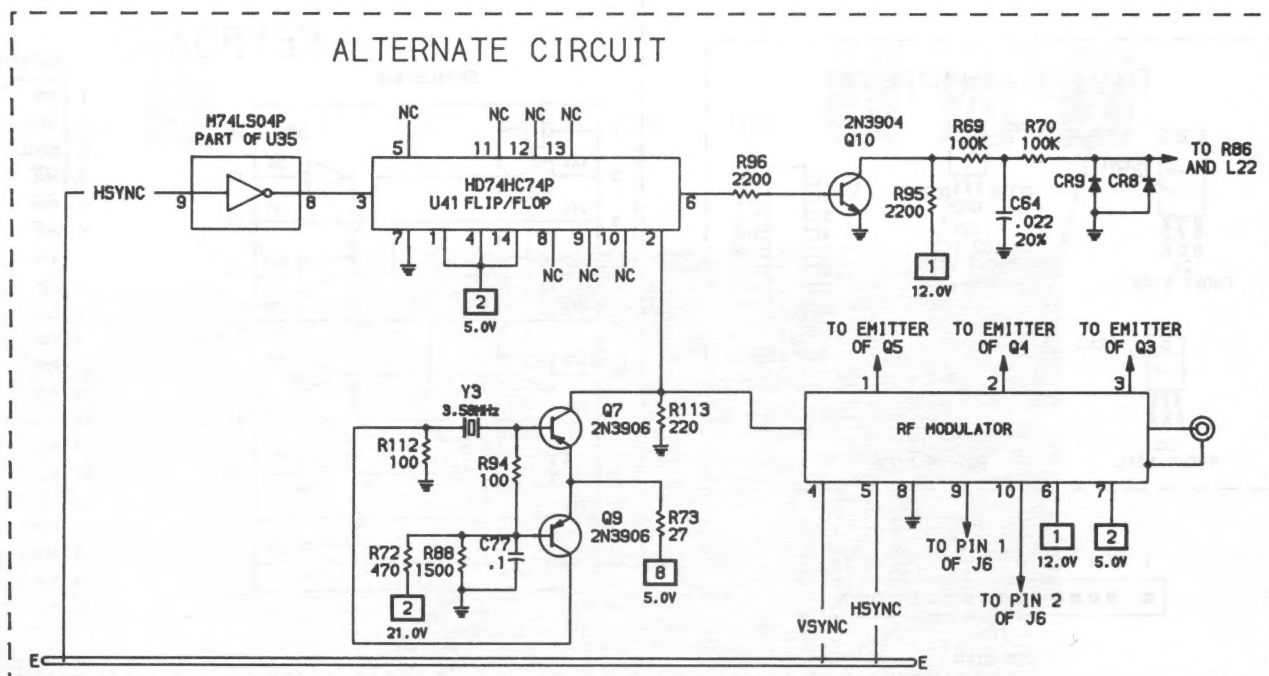 ALTERNATE CIRCUIT
M74LS04P
PART OF U35
HSYNC
9
8
NC
NC
NC
NC
5
11
12
13
3
HD74HC74P
U41 FLIP/FLOP
6
7
1
4
14
8
9
10
2
NC
NC
NC
2
5.0V
R96
2200
2N3904
Q10
R69
100K
R70
100K
R95
2200
C64
.022
20%
CR9
CR8
TO R86
AND L22
1
12.0V
TO EMITTER
OF Q5
TO EMITTER
OF Q4
TO EMITTER
OF Q3
1
2
3
RF MODULATOR
4
5
8
9
10
6
7
TO PIN 1
OF J6
TO PIN 2
OF J6
1
12.0V
2
5.0V
VSYNC
HSYNC
Y3
3.58MHz
Q7
2N3906
R113
220
R112
100
R94
100
Q9
2N3906
R73
27
8
5.0V
R72
470
R88
1500
C77
.1
2
21.0V
E
E